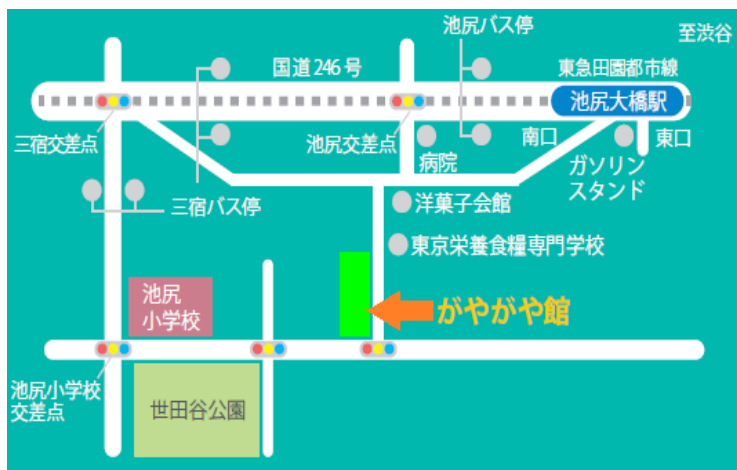 池尻バス停
至渋谷
国道246号
東急田園都市線
池尻大橋駅
三宿交差点
池尻交差点
南口
東口
病院
ガソリン
スタンド
三宿バス停
洋菓子会館
東京栄養食糧専門学校
池尻
小学校
がやがや館
池尻小学校
交差点
世田谷公園